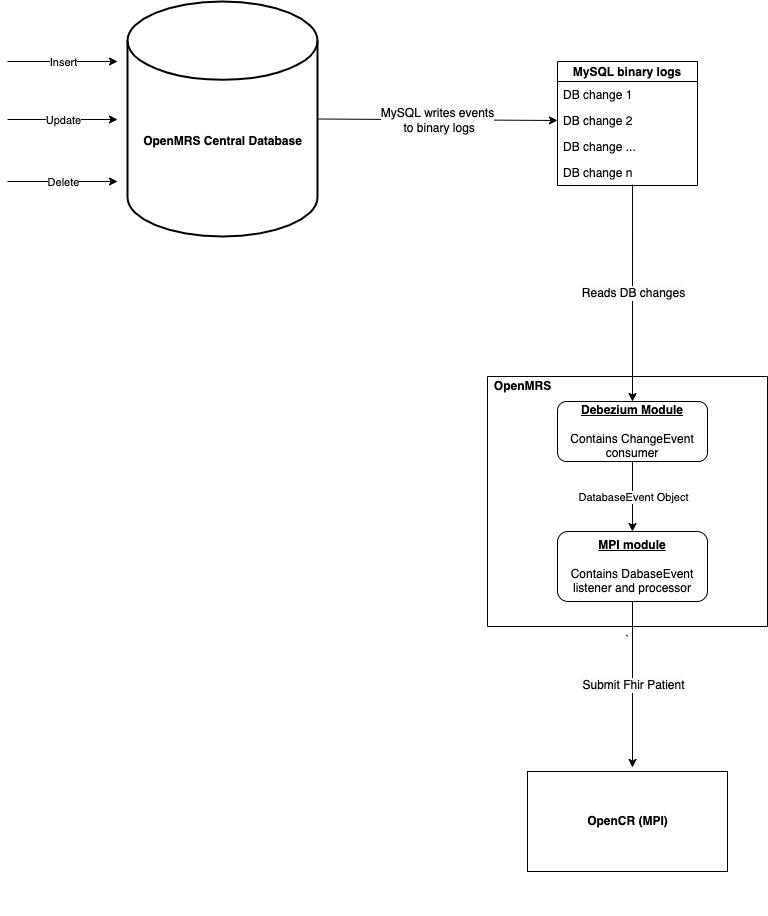 Insert
Update
Delete
OpenMRS Central Database
MySQL writes events
to binary logs
MySQL binary logs
DB change 1
DB change 2
DB change ...
DB change n
Reads DB changes
OpenMRS
Debezium Module
Contains ChangeEvent
consumer
DatabaseEvent Object
MPI module
Contains DabaseEvent
listener and processor
`
Submit Fhir Patient
OpenCR (MPI)